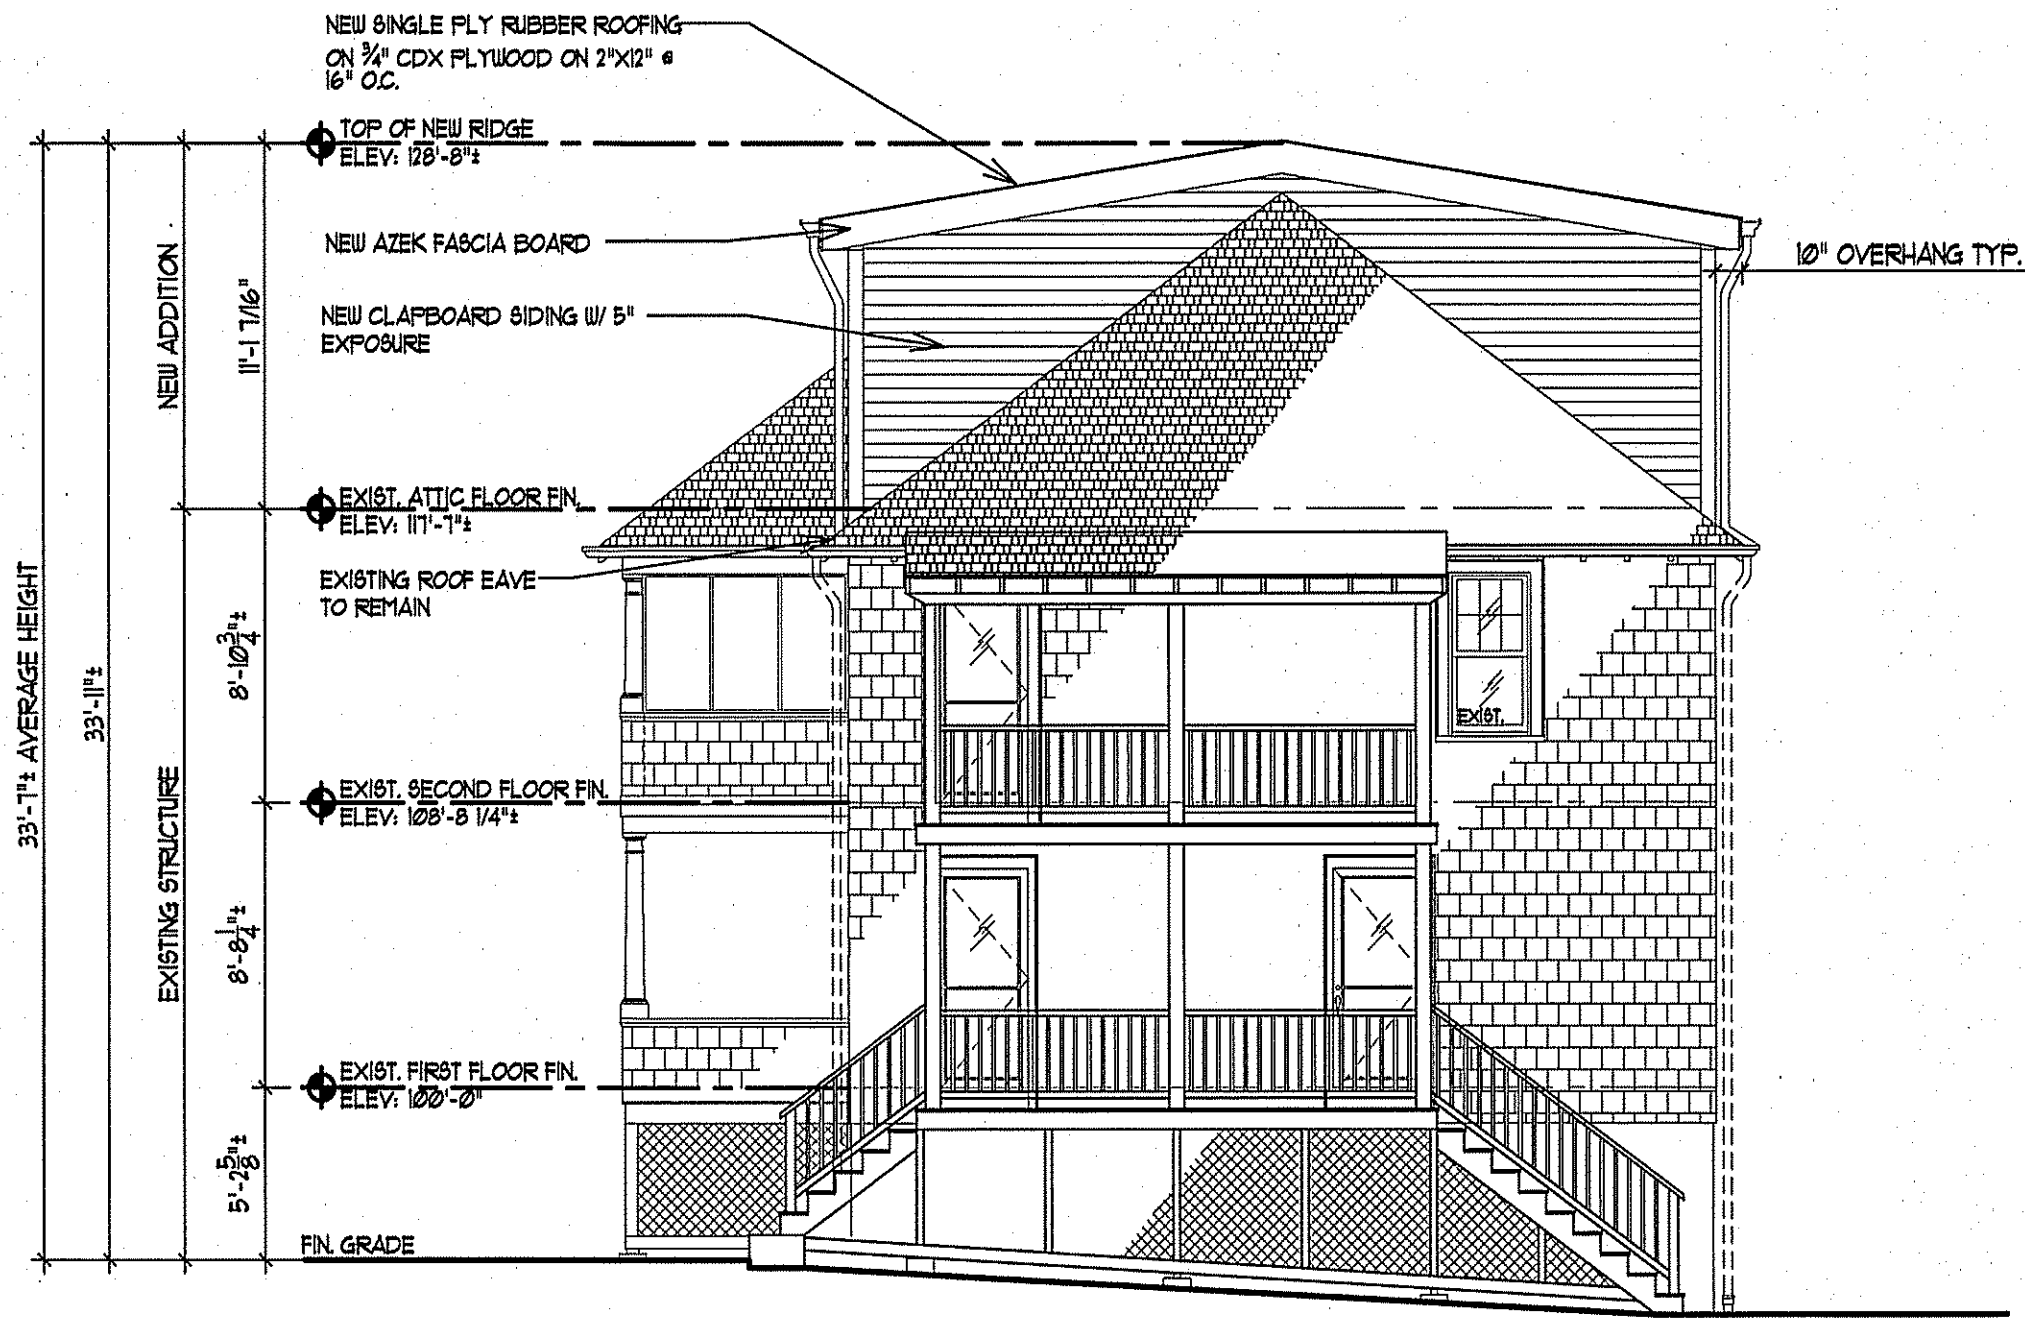 NEW SINGLE PLY RUBBER ROOFING
ON 3/4" CDX PLYWOOD ON 2"X12" @
16" O.C.
TOP OF NEW RIDGE
ELEV: 128'-8"±
NEW AZEK FASCIA BOARD
10" OVERHANG TYP.
NEW CLAPBOARD SIDING W/ 5"
EXPOSURE
NEW ADDITION
11'-1 1/16"
EXIST. ATTIC FLOOR FIN.
ELEV: 117'-7"±
EXISTING ROOF EAVE
TO REMAIN
33'-7"± AVERAGE HEIGHT
33'-11"±
EXISTING STRUCTURE
8'-10 3/4"±
EXIST.
EXIST. SECOND FLOOR FIN.
ELEV: 108'-8 1/4"±
8'-8 1/4"±
EXIST. FIRST FLOOR FIN.
ELEV: 100'-0"
5'-2 5/8"±
FIN. GRADE